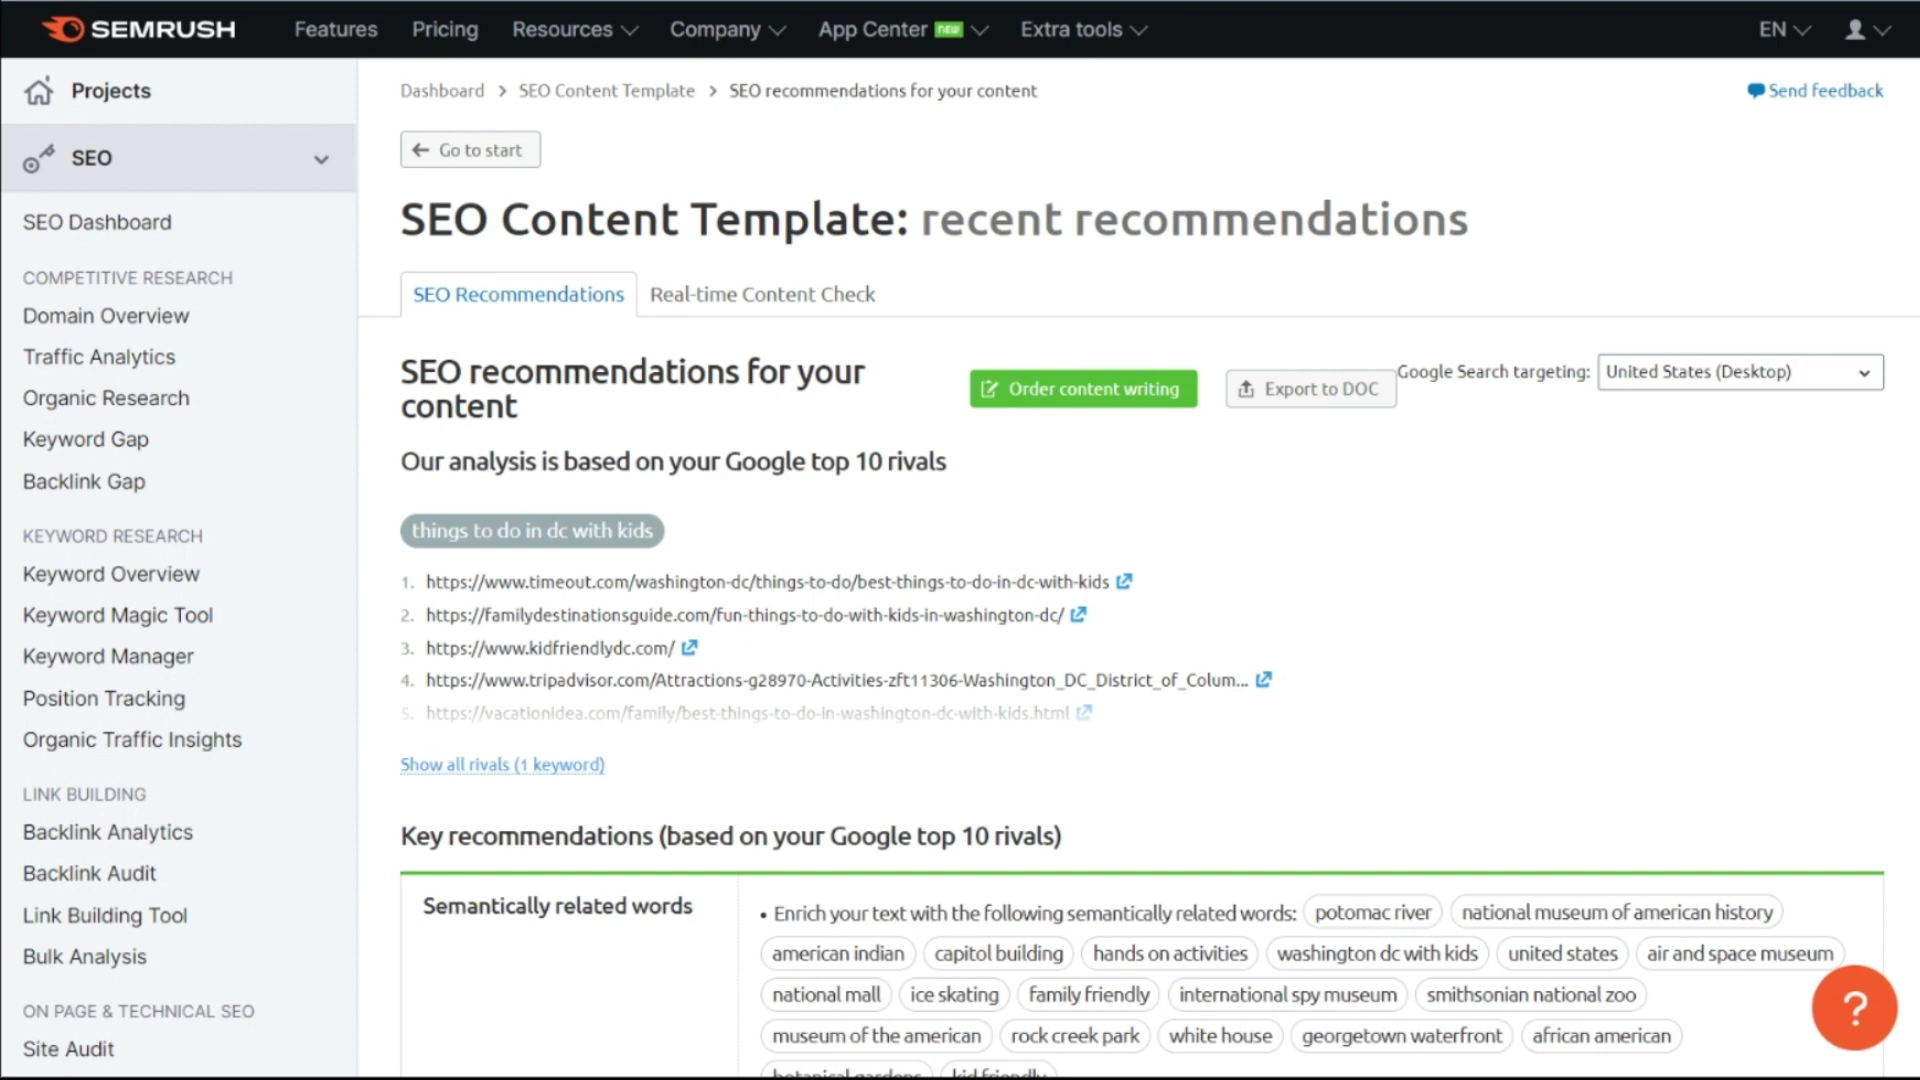 SEMRUSH Features Pricing Resources Company App Center new Extra tools EN
Projects
SEO
SEO Dashboard
COMPETITIVE RESEARCH
Domain Overview
Traffic Analytics
Organic Research
Keyword Gap
Backlink Gap
KEYWORD RESEARCH
Keyword Overview
Keyword Magic Tool
Keyword Manager
Position Tracking
Organic Traffic Insights
LINK BUILDING
Backlink Analytics
Backlink Audit
Link Building Tool
Bulk Analysis
ON PAGE & TECHNICAL SEO
Site Audit
Dashboard > SEO Content Template > SEO recommendations for your content
Send feedback
Go to start
SEO Content Template: recent recommendations
SEO Recommendations Real-time Content Check
SEO recommendations for your
content
Order content writing Export to DOC Google Search targeting: United States (Desktop)
Our analysis is based on your Google top 10 rivals
things to do in dc with kids
1. https://www.timeout.com/washington-dc/things-to-do/best-things-to-do-in-dc-with-kids
2. https://familydestinationsguide.com/fun-things-to-do-with-kids-in-washington-dc/
3. https://www.kidfriendlydc.com/
4. https://www.tripadvisor.com/Attractions-g28970-Activities-zft11306-Washington_DC_District_of_Colum...
5. https://vacationidea.com/family/best-things-to-do-in-washington-dc-with-kids.html
Show all rivals (1 keyword)
Key recommendations (based on your Google top 10 rivals)
Semantically related words
• Enrich your text with the following semantically related words: potomac river national museum of american history
american indian capitol building hands on activities washington dc with kids united states air and space museum
national mall ice skating family friendly international spy museum smithsonian national zoo
museum of the american rock creek park white house georgetown waterfront african american
botanical gardens kid friendly
?